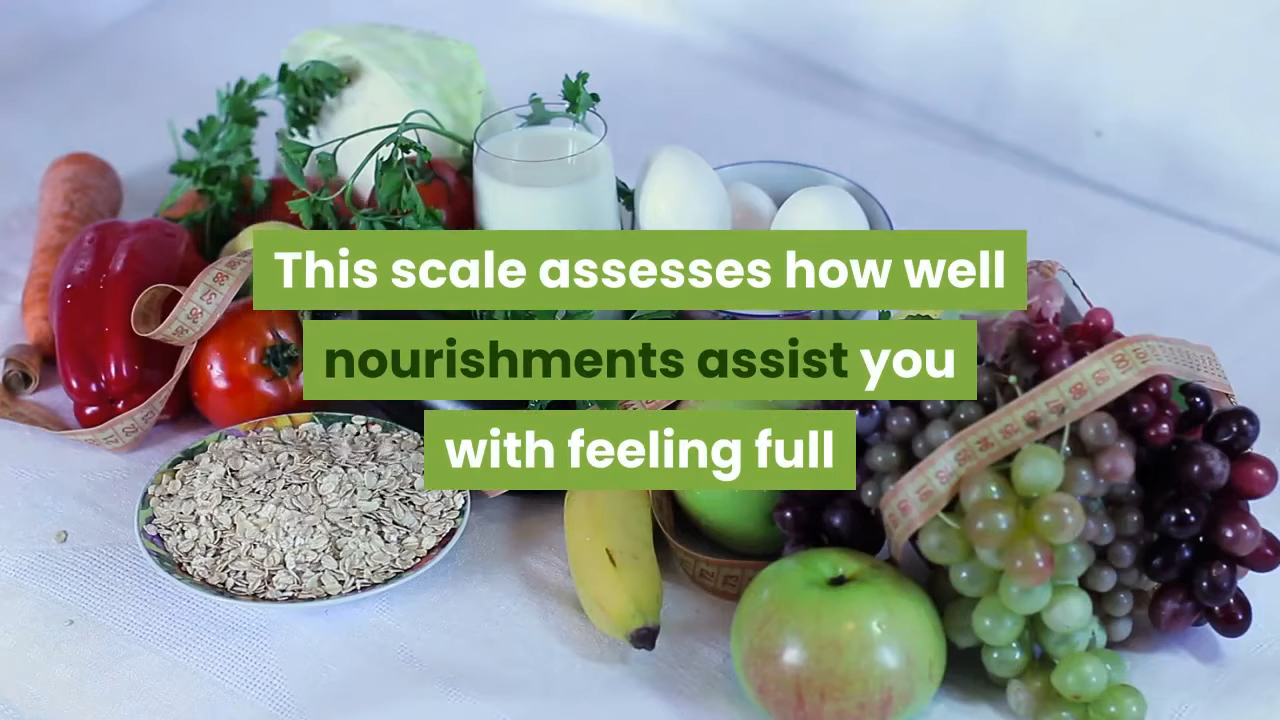 This scale assesses how well
nourishments assist you
with feeling full